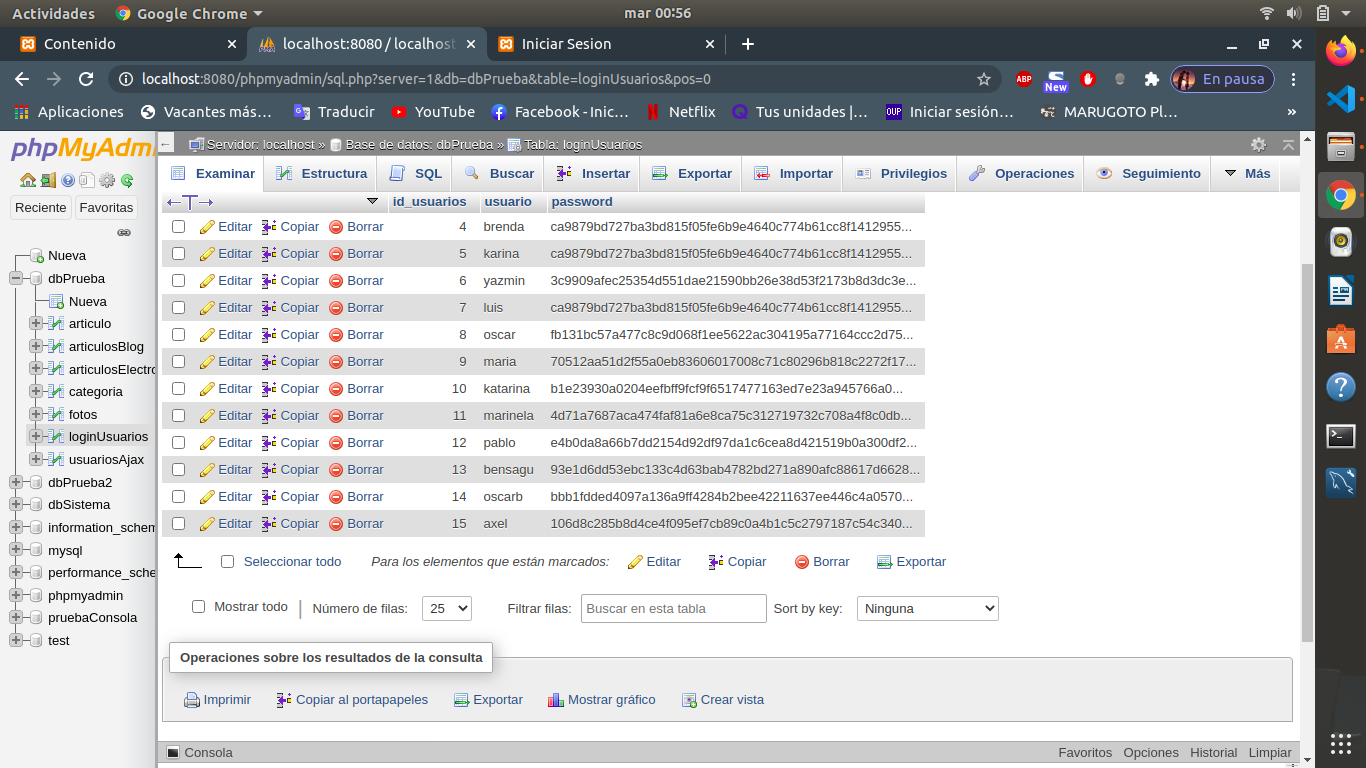 Actividades Google Chrome mar 00:56
Contenido localhost:8080 / localhost Iniciar Sesion
localhost:8080/phpmyadmin/sql.php?server=1&db=dbPrueba&table=loginUsuarios&pos=0 ABP New En pausa
Aplicaciones Vacantes más… Traducir YouTube Facebook - Inic… Netflix Tus unidades |… OUP Iniciar sesión… MARUGOTO Pl… »
phpMyAdmi
Reciente Favoritas
Nueva
dbPrueba
Nueva
articulo
articulosBlog
articulosElectro
categoria
fotos
loginUsuarios
usuariosAjax
dbPrueba2
dbSistema
information_schem
mysql
performance_sche
phpmyadmin
pruebaConsola
test
Servidor: localhost » Base de datos: dbPrueba » Tabla: loginUsuarios
Examinar Estructura SQL Buscar Insertar Exportar Importar Privilegios Operaciones Seguimiento Más
id_usuarios usuario password
Editar Copiar Borrar 4 brenda ca9879bd727ba3bd815f05fe6b9e4640c774b61cc8f1412955...
Editar Copiar Borrar 5 karina ca9879bd727ba3bd815f05fe6b9e4640c774b61cc8f1412955...
Editar Copiar Borrar 6 yazmin 3c9909afec25354d551dae21590bb26e38d53f2173b8d3dc3e...
Editar Copiar Borrar 7 luis ca9879bd727ba3bd815f05fe6b9e4640c774b61cc8f1412955...
Editar Copiar Borrar 8 oscar fb131bc57a477c8c9d068f1ee5622ac304195a77164ccc2d75...
Editar Copiar Borrar 9 maria 70512aa51d2f55a0eb83606017008c71c80296b818c2272f17...
Editar Copiar Borrar 10 katarina b1e23930a0204eefbff9fcf9f6517477163ed7e23a945766a0...
Editar Copiar Borrar 11 marinela 4d71a7687aca474faf81a6e8ca75c312719732c708a4f8c0db...
Editar Copiar Borrar 12 pablo e4b0da8a66b7dd2154d92df97da1c6cea8d421519b0a300df2...
Editar Copiar Borrar 13 bensagu 93e1d6dd53ebc133c4d63bab4782bd271a890afc88617d6628...
Editar Copiar Borrar 14 oscarb bbb1fdded4097a136a9ff4284b2bee42211637ee446c4a0570...
Editar Copiar Borrar 15 axel 106d8c285b8d4ce4f095ef7cb89c0a4b1c5c2797187c54c340...
Seleccionar todo Para los elementos que están marcados: Editar Copiar Borrar Exportar
Mostrar todo | Número de filas: 25 Filtrar filas: Buscar en esta tabla Sort by key: Ninguna
Operaciones sobre los resultados de la consulta
Imprimir Copiar al portapapeles Exportar Mostrar gráfico Crear vista
Consola Favoritos Opciones Historial Limpiar